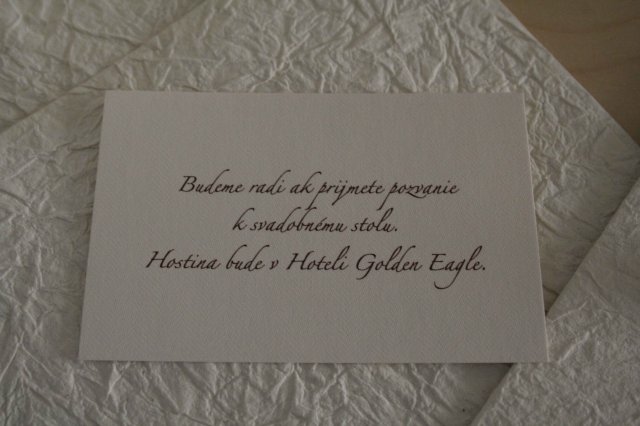 Budeme radi ak prijmete pozvanie
k svadobnému stolu.
Hostina bude v Hoteli Golden Eagle.